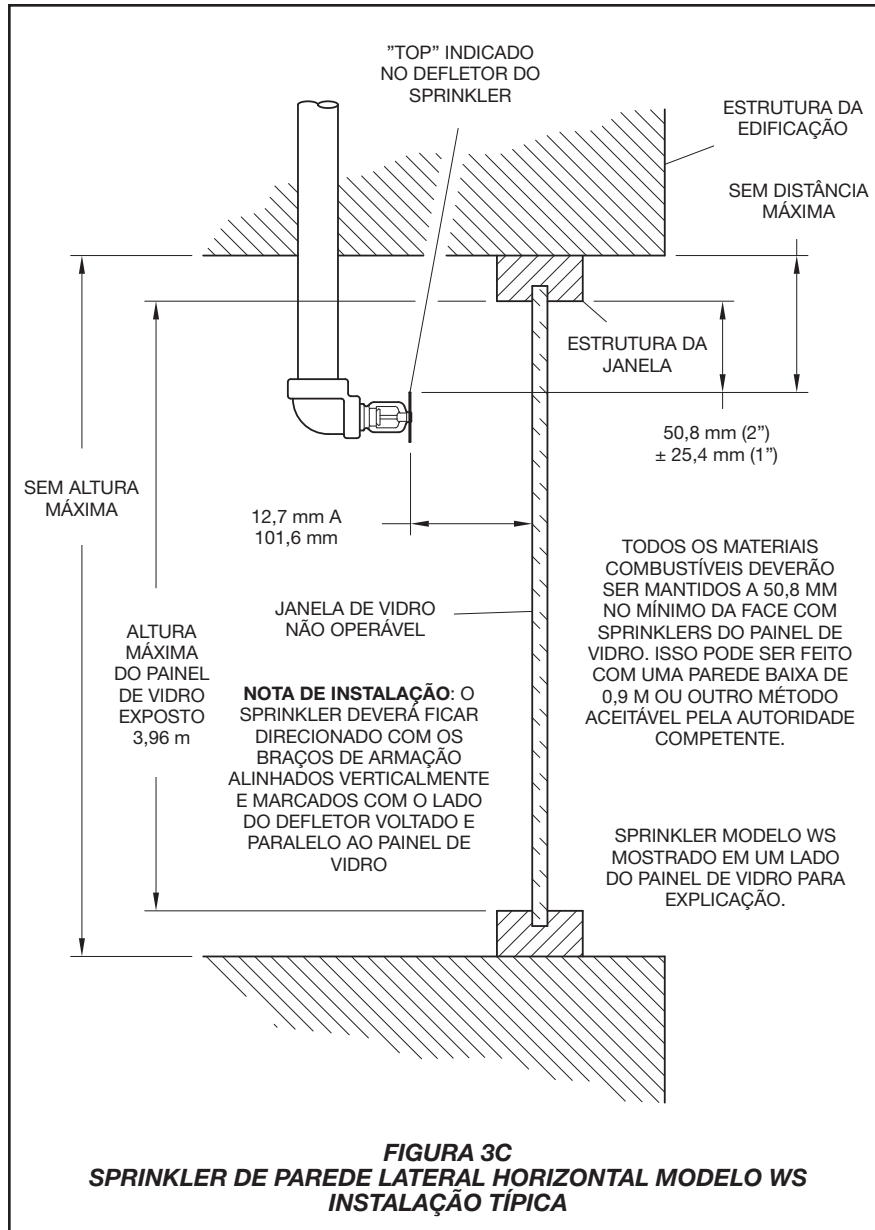 ”TOP” INDICADO
NO DEFLETOR DO
SPRINKLER
ESTRUTURA DA
EDIFICAÇÃO
SEM DISTÂNCIA
MÁXIMA
ESTRUTURA DA
JANELA
50,8 mm (2”)
± 25,4 mm (1”)
SEM ALTURA
MÁXIMA
12,7 mm A
101,6 mm
TODOS OS MATERIAIS
COMBUSTÍVEIS DEVERÃO
SER MANTIDOS A 50,8 MM
NO MÍNIMO DA FACE COM
SPRINKLERS DO PAINEL DE
VIDRO. ISSO PODE SER FEITO
COM UMA PAREDE BAIXA DE
0,9 M OU OUTRO MÉTODO
ACEITÁVEL PELA AUTORIDADE
COMPETENTE.
JANELA DE VIDRO
NÃO OPERÁVEL
ALTURA
MÁXIMA
DO PAINEL
DE VIDRO
EXPOSTO
3,96 m
NOTA DE INSTALAÇÃO: O
SPRINKLER DEVERÁ FICAR
DIRECIONADO COM OS
BRAÇOS DE ARMAÇÃO
ALINHADOS VERTICALMENTE
E MARCADOS COM O LADO
DO DEFLETOR VOLTADO E
PARALELO AO PAINEL DE
VIDRO
SPRINKLER MODELO WS
MOSTRADO EM UM LADO
DO PAINEL DE VIDRO PARA
EXPLICAÇÃO.
FIGURA 3C
SPRINKLER DE PAREDE LATERAL HORIZONTAL MODELO WS
INSTALAÇÃO TÍPICA